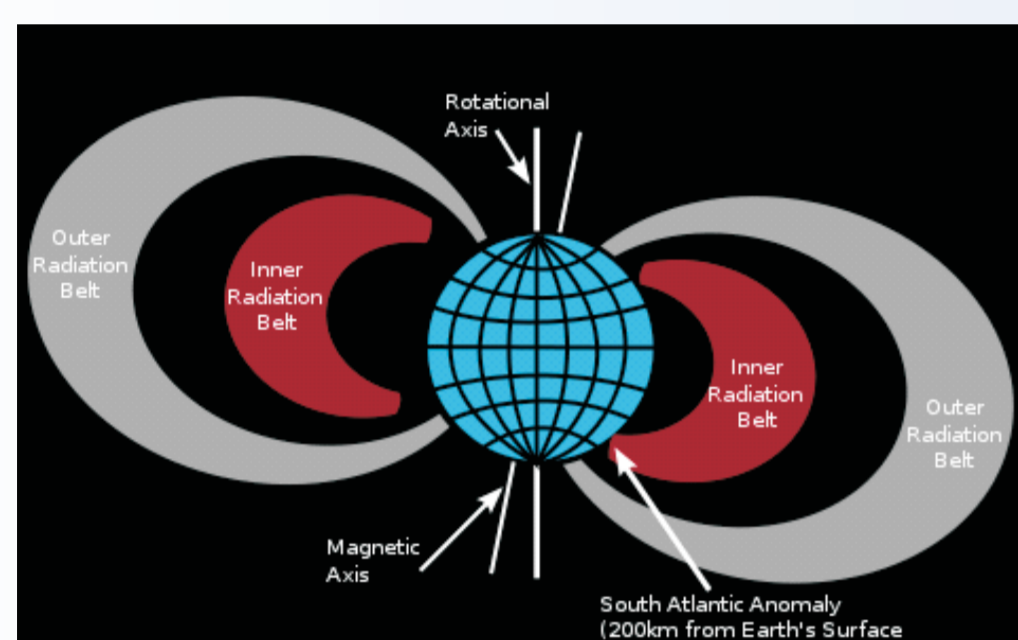 Rotational
Axis
Outer
Radiation
Belt
Inner
Radiation
Belt
Inner
Radiation
Belt
Outer
Radiation
Belt
Magnetic
Axis
South Atlantic Anomaly
(200km from Earth's Surface